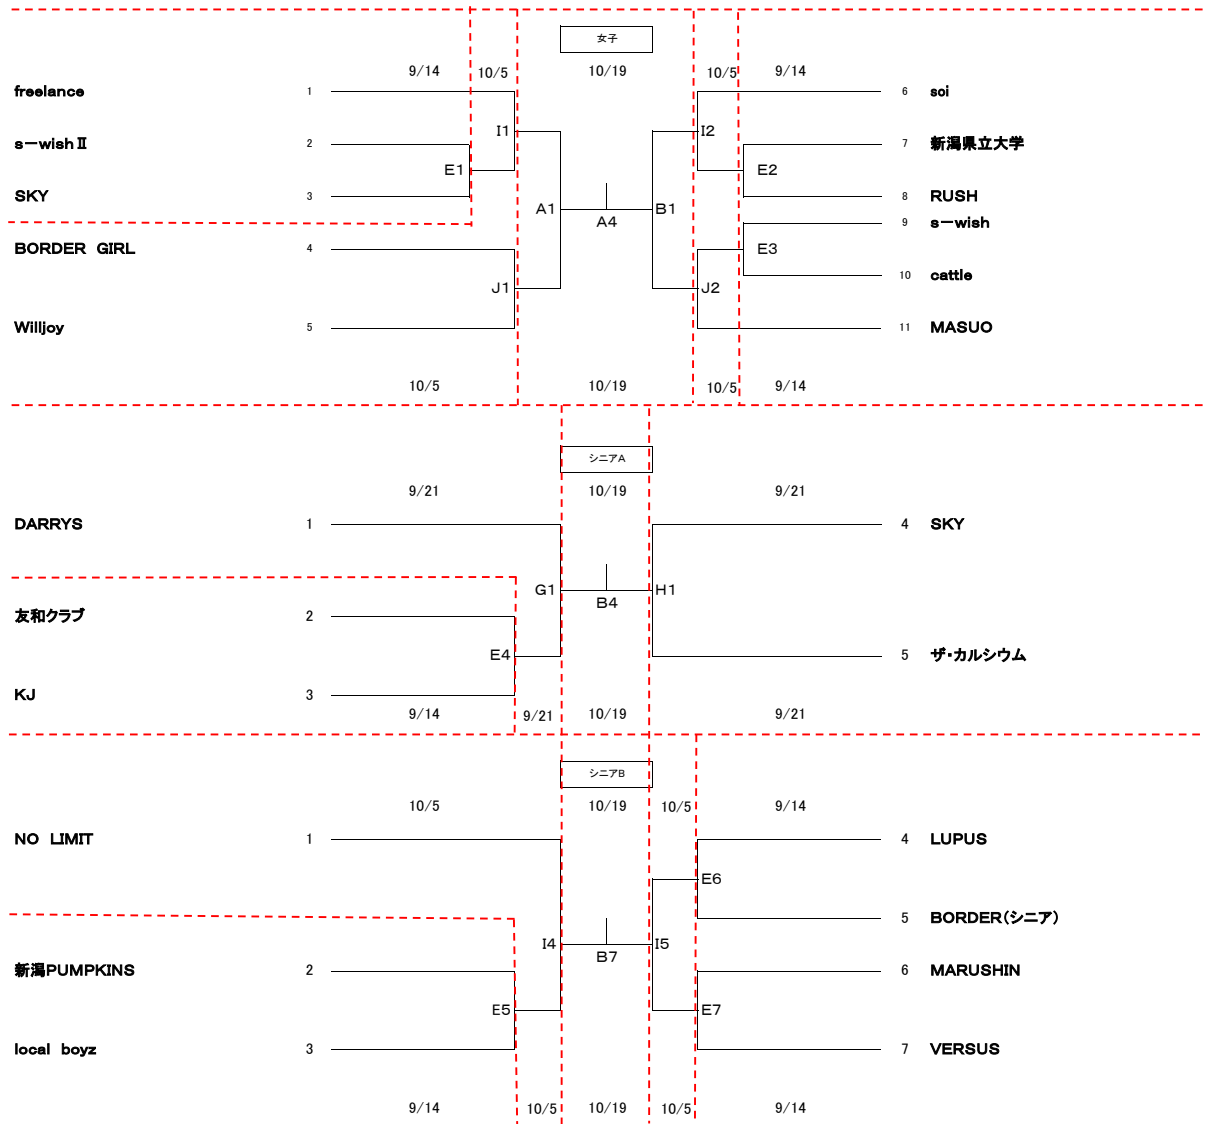 女子
9/14 10/5 10/19 10/5 9/14
freelance 1 6 soi
I1 I2
s－wishⅡ 2 7 新潟県立大学
E1 E2
SKY 3 8 RUSH
A1 A4 B1 9 s－wish
BORDER GIRL 4 E3
10 cattle
J1 J2
Willjoy 5 11 MASUO
10/5 10/19 10/5 9/14
シニアA
9/21 10/19 9/21
DARRYS 1 4 SKY
G1 B4 H1
友和クラブ 2
E4 5 ザ・カルシウム
KJ 3
9/14 9/21 10/19 9/21
シニアB
10/5 10/19 10/5 9/14
NO LIMIT 1 4 LUPUS
E6
5 BORDER（シニア）
I4 B7 I5
新潟PUMPKINS 2 6 MARUSHIN
E5 E7
local boyz 3 7 VERSUS
9/14 10/5 10/19 10/5 9/14